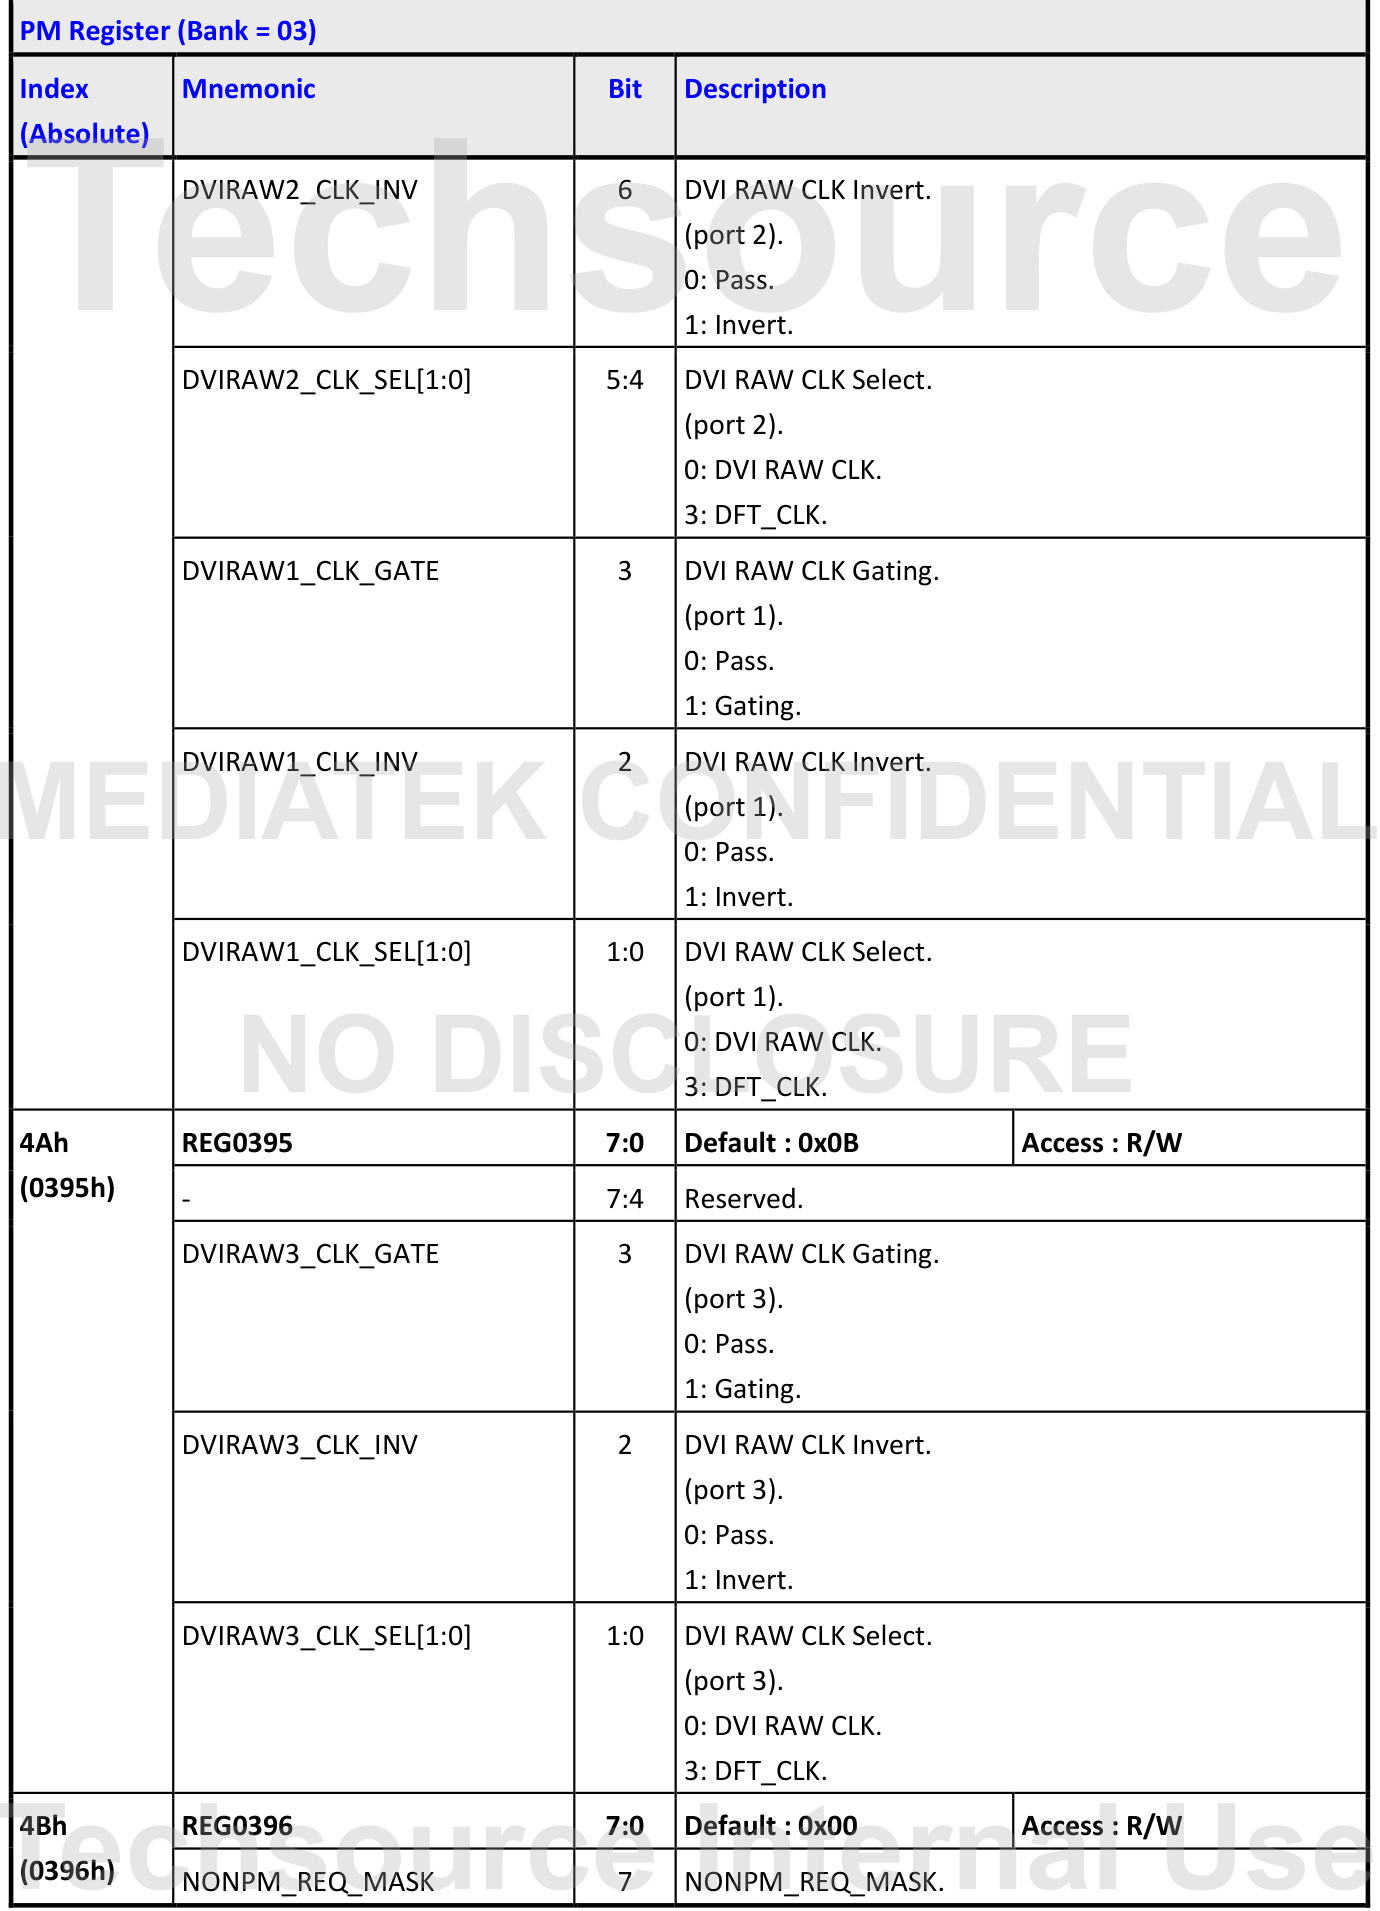 PM Register (Bank = 03)
Index (Absolute) Mnemonic Bit Description
DVIRAW2_CLK_INV 6 DVI RAW CLK Invert.
(port 2).
0: Pass.
1: Invert.
DVIRAW2_CLK_SEL[1:0] 5:4 DVI RAW CLK Select.
(port 2).
0: DVI RAW CLK.
3: DFT_CLK.
DVIRAW1_CLK_GATE 3 DVI RAW CLK Gating.
(port 1).
0: Pass.
1: Gating.
DVIRAW1_CLK_INV 2 DVI RAW CLK Invert.
(port 1).
0: Pass.
1: Invert.
DVIRAW1_CLK_SEL[1:0] 1:0 DVI RAW CLK Select.
(port 1).
0: DVI RAW CLK.
3: DFT_CLK.
4Ah REG0395 7:0 Default : 0x0B Access : R/W
(0395h) - 7:4 Reserved.
DVIRAW3_CLK_GATE 3 DVI RAW CLK Gating.
(port 3).
0: Pass.
1: Gating.
DVIRAW3_CLK_INV 2 DVI RAW CLK Invert.
(port 3).
0: Pass.
1: Invert.
DVIRAW3_CLK_SEL[1:0] 1:0 DVI RAW CLK Select.
(port 3).
0: DVI RAW CLK.
3: DFT_CLK.
4Bh REG0396 7:0 Default : 0x00 Access : R/W
(0396h) NONPM_REQ_MASK 7 NONPM_REQ_MASK.
Techsource
MEDIATEK CONFIDENTIAL
NO DISCLOSURE
Techsource Internal Use